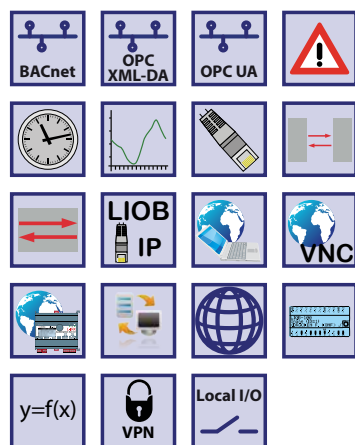 BACnet
OPC
XML-DA
OPC UA
LIOB
IP
VNC
y=f(x)
VPN
Local I/O